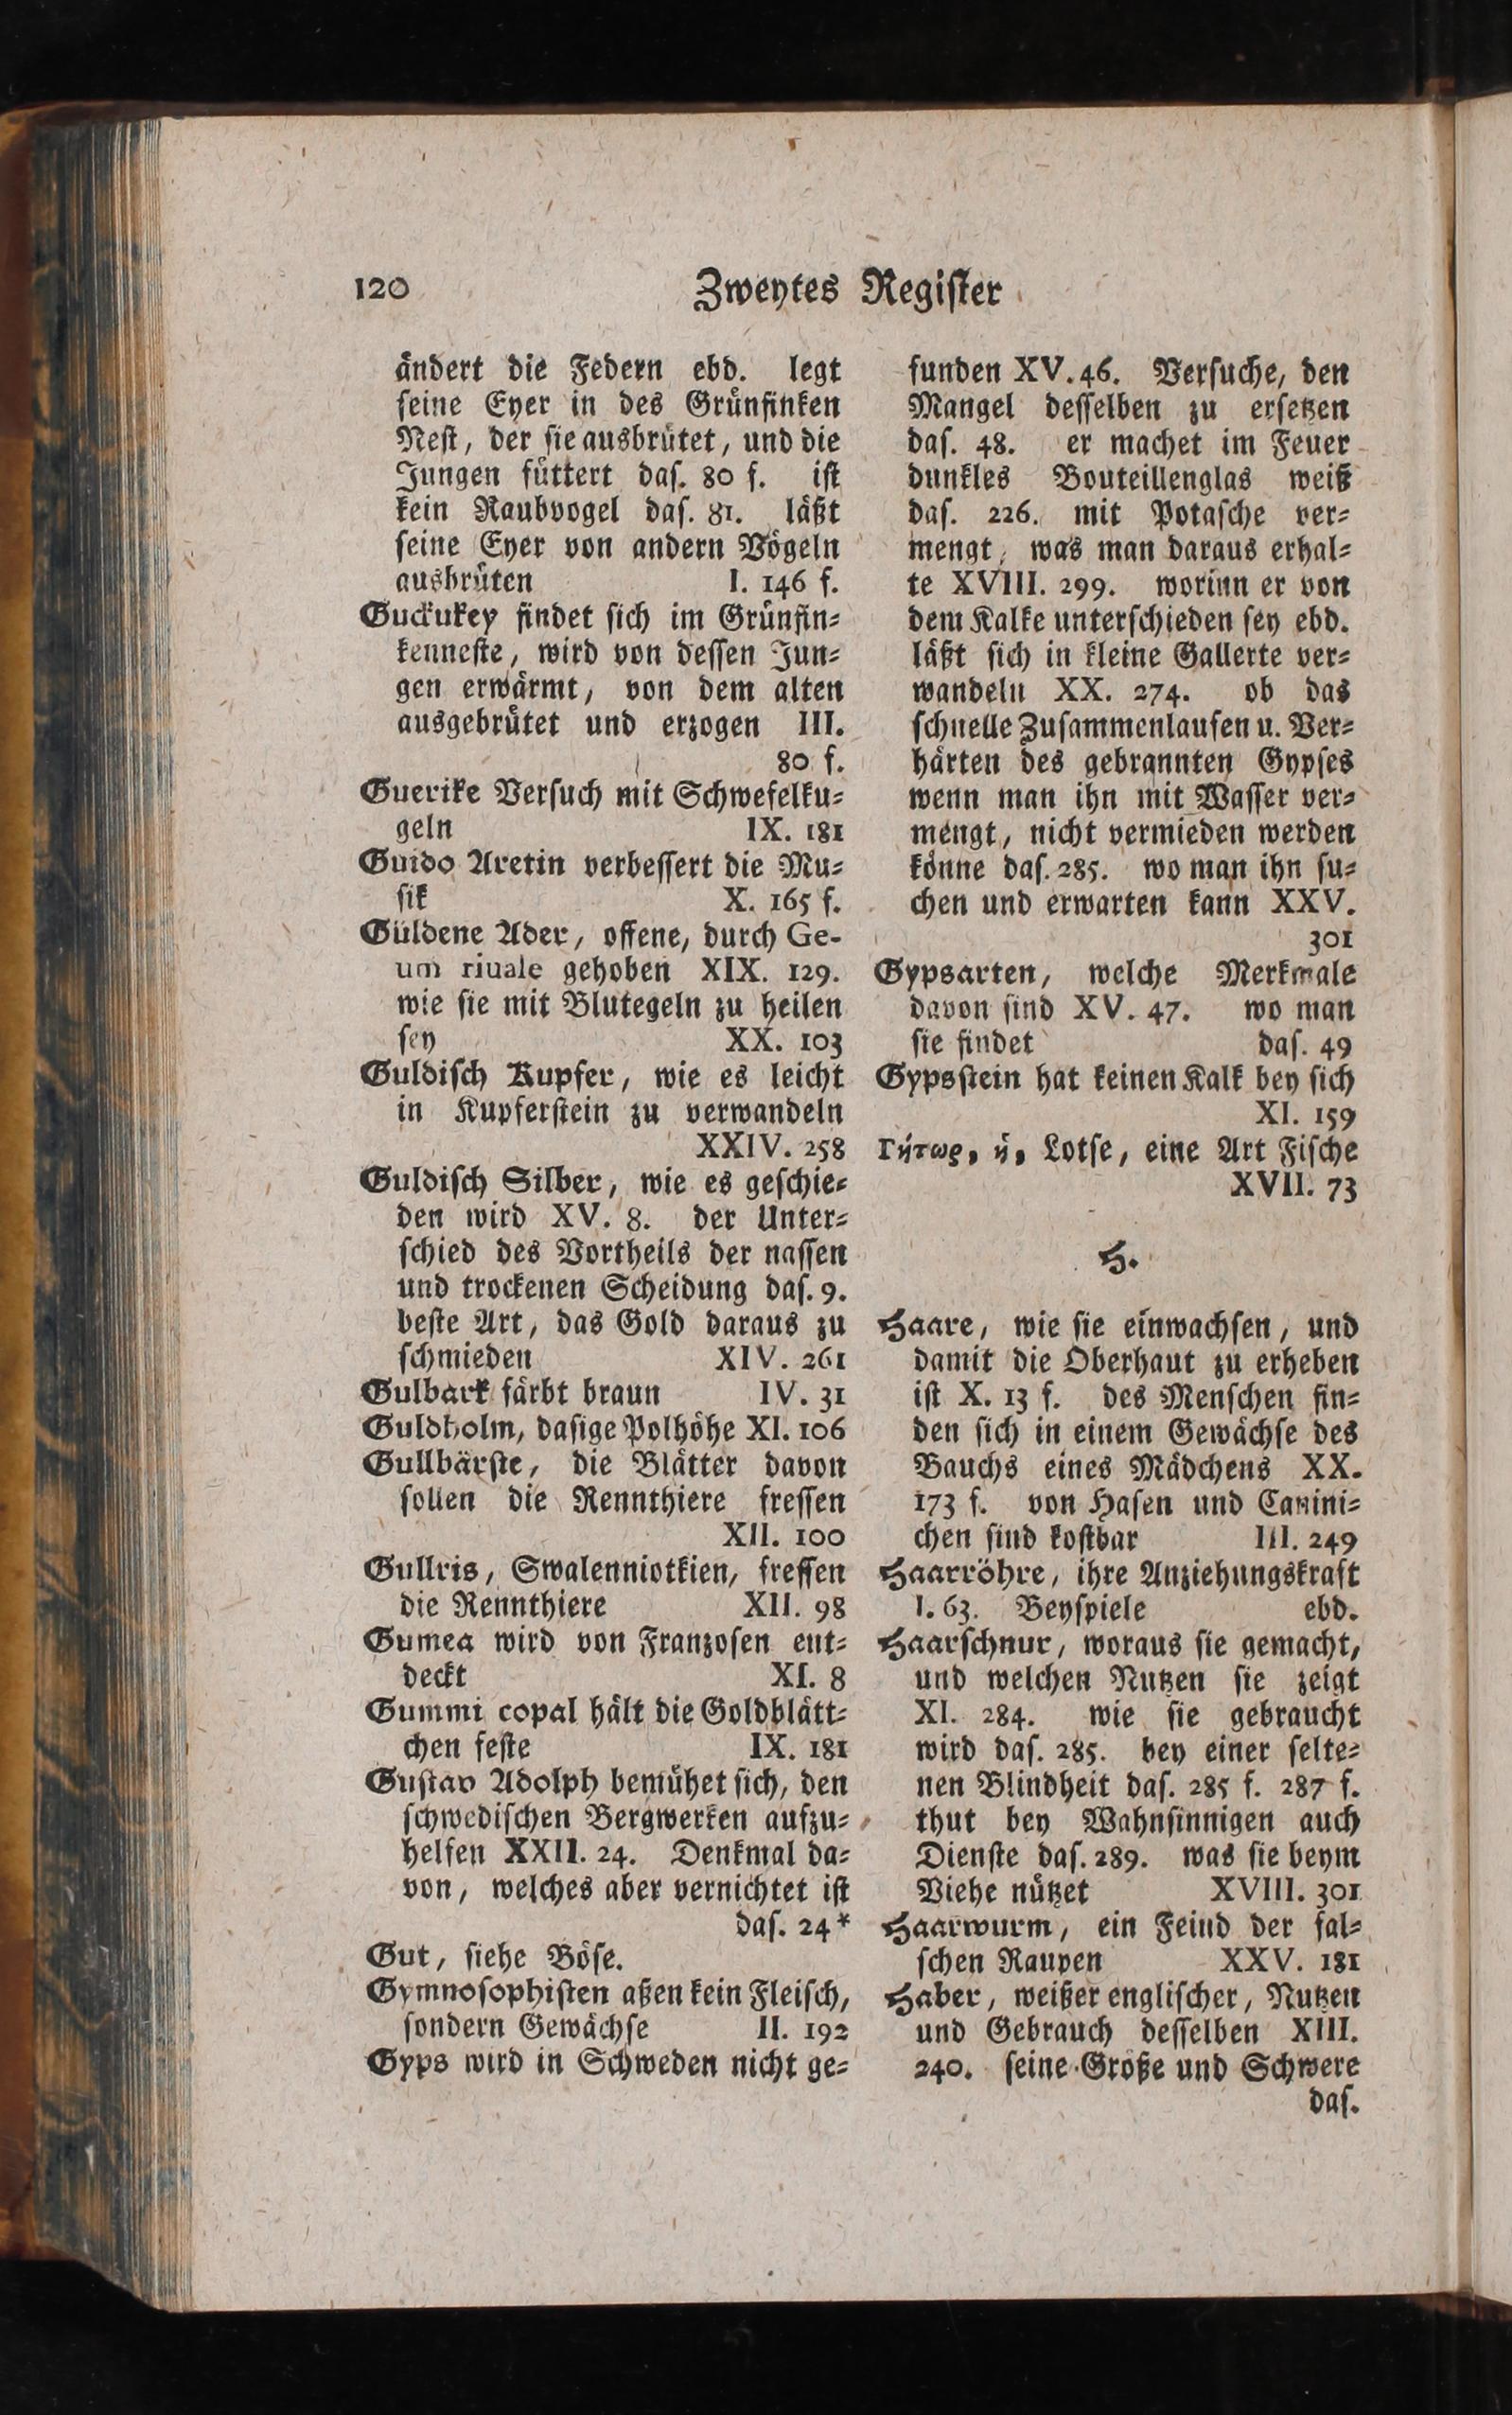 120 Zweytes Register
ändert die Federn ebd. legt
seine Eyer in des Grünfinken
Nest, der sie ausbrütet, und die
Jungen füttert das. 80 f. ist
kein Raubvogel das. 81. läßt
seine Eyer von andern Vögeln
ausbrüten I. 146 f.
Guckukey findet sich im Grünfin-
kenneste, wird von dessen Jun-
gen erwärmt, von dem alten
ausgebrütet und erzogen III.
80 f.
Guerike Versuch mit Schwefelku-
geln IX. 181
Guido Aretin verbessert die Mu-
sik X. 165 f.
Güldene Ader, offene, durch Ge-
um riuale gehoben XIX. 129.
wie sie mit Blutegeln zu heilen
sey XX. 103
Guldisch Kupfer, wie es leicht
in Kupferstein zu verwandeln
XXIV. 258
Guldisch Silber, wie es geschie-
den wird XV. 8. der Unter-
schied des Vortheils der nassen
und trockenen Scheidung das. 9.
beste Art, das Gold daraus zu
schmieden XIV. 261
Gulbark färbt braun IV. 31
Guldholm, dasige Polhöhe XI. 106
Gullbärste, die Blätter davon
sollen die Rennthiere fressen
XII. 100
Gullris, Swalenniotkien, fressen
die Rennthiere XII. 98
Gumea wird von Franzosen ent-
deckt XI. 8
Gummi copal hält die Goldblätt-
chen feste IX. 181
Gustav Adolph bemühet sich, den
schwedischen Bergwerken aufzu-
helfen XXII. 24. Denkmal da-
von, welches aber vernichtet ist
das. 24*
Gut, siehe Böse.
Gymnosophisten aßen kein Fleisch,
sondern Gewächse II. 192
Gyps wird in Schweden nicht ge-
funden XV. 46. Versuche, den
Mangel desselben zu ersetzen
das. 48. er machet im Feuer
dunkles Bouteillenglas weiß
das. 226. mit Potasche ver-
mengt, was man daraus erhal-
te XVIII. 299. worinn er von
dem Kalke unterschieden sey ebd.
läßt sich in kleine Gallerte ver-
wandeln XX. 274. ob das
schnelle Zusammenlaufen u. Ver-
härten des gebrannten Gypses
wenn man ihn mit Wasser ver-
mengt, nicht vermieden werden
könne das. 285. wo man ihn su-
chen und erwarten kann XXV.
301
Gypsarten, welche Merkmale
davon sind XV. 47. wo man
sie findet das. 49
Gypsstein hat keinen Kalk bey sich
XI. 159
Γήτωρ, ἡ, Lotse, eine Art Fische
XVII. 73
H.
Haare, wie sie einwachsen, und
damit die Oberhaut zu erheben
ist X. 13 f. des Menschen fin-
den sich in einem Gewächse des
Bauchs eines Mädchens XX.
173 f. von Hasen und Canini-
chen sind kostbar III. 249
Haarröhre, ihre Anziehungskraft
I. 63. Beyspiele ebd.
Haarschnur, woraus sie gemacht,
und welchen Nutzen sie zeigt
XI. 284. wie sie gebraucht
wird das. 285. bey einer selte-
nen Blindheit das. 285 f. 287 f.
thut bey Wahnsinnigen auch
Dienste das. 289. was sie beym
Viehe nützet XVIII. 301
Haarwurm, ein Feind der fal-
schen Raupen XXV. 181
Haber, weißer englischer, Nutzen
und Gebrauch desselben XIII.
240. seine Größe und Schwere
das.